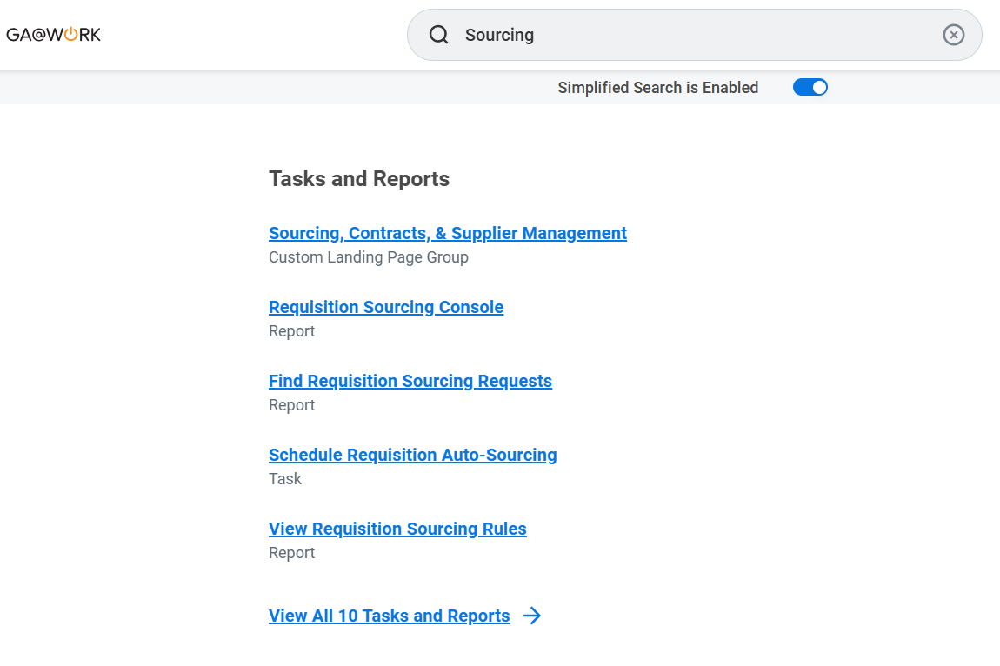 GA@WORK
Sourcing
Simplified Search is Enabled
Tasks and Reports
Sourcing, Contracts, & Supplier Management
Custom Landing Page Group
Requisition Sourcing Console
Report
Find Requisition Sourcing Requests
Report
Schedule Requisition Auto-Sourcing
Task
View Requisition Sourcing Rules
Report
View All 10 Tasks and Reports